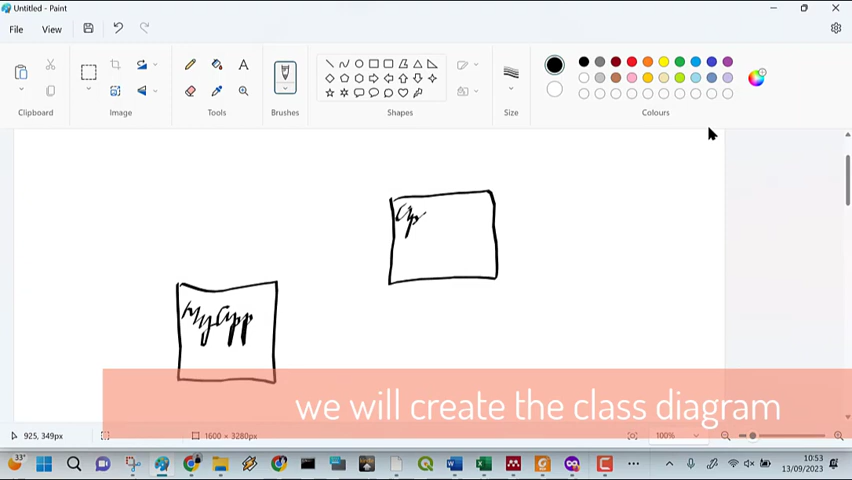 Untitled - Paint
File View
Clipboard Image Tools Brushes Shapes Size Colours
MyApp
we will create the class diagram
925, 349px 1600 × 3280px 100%
33° 10:53
13/09/2023